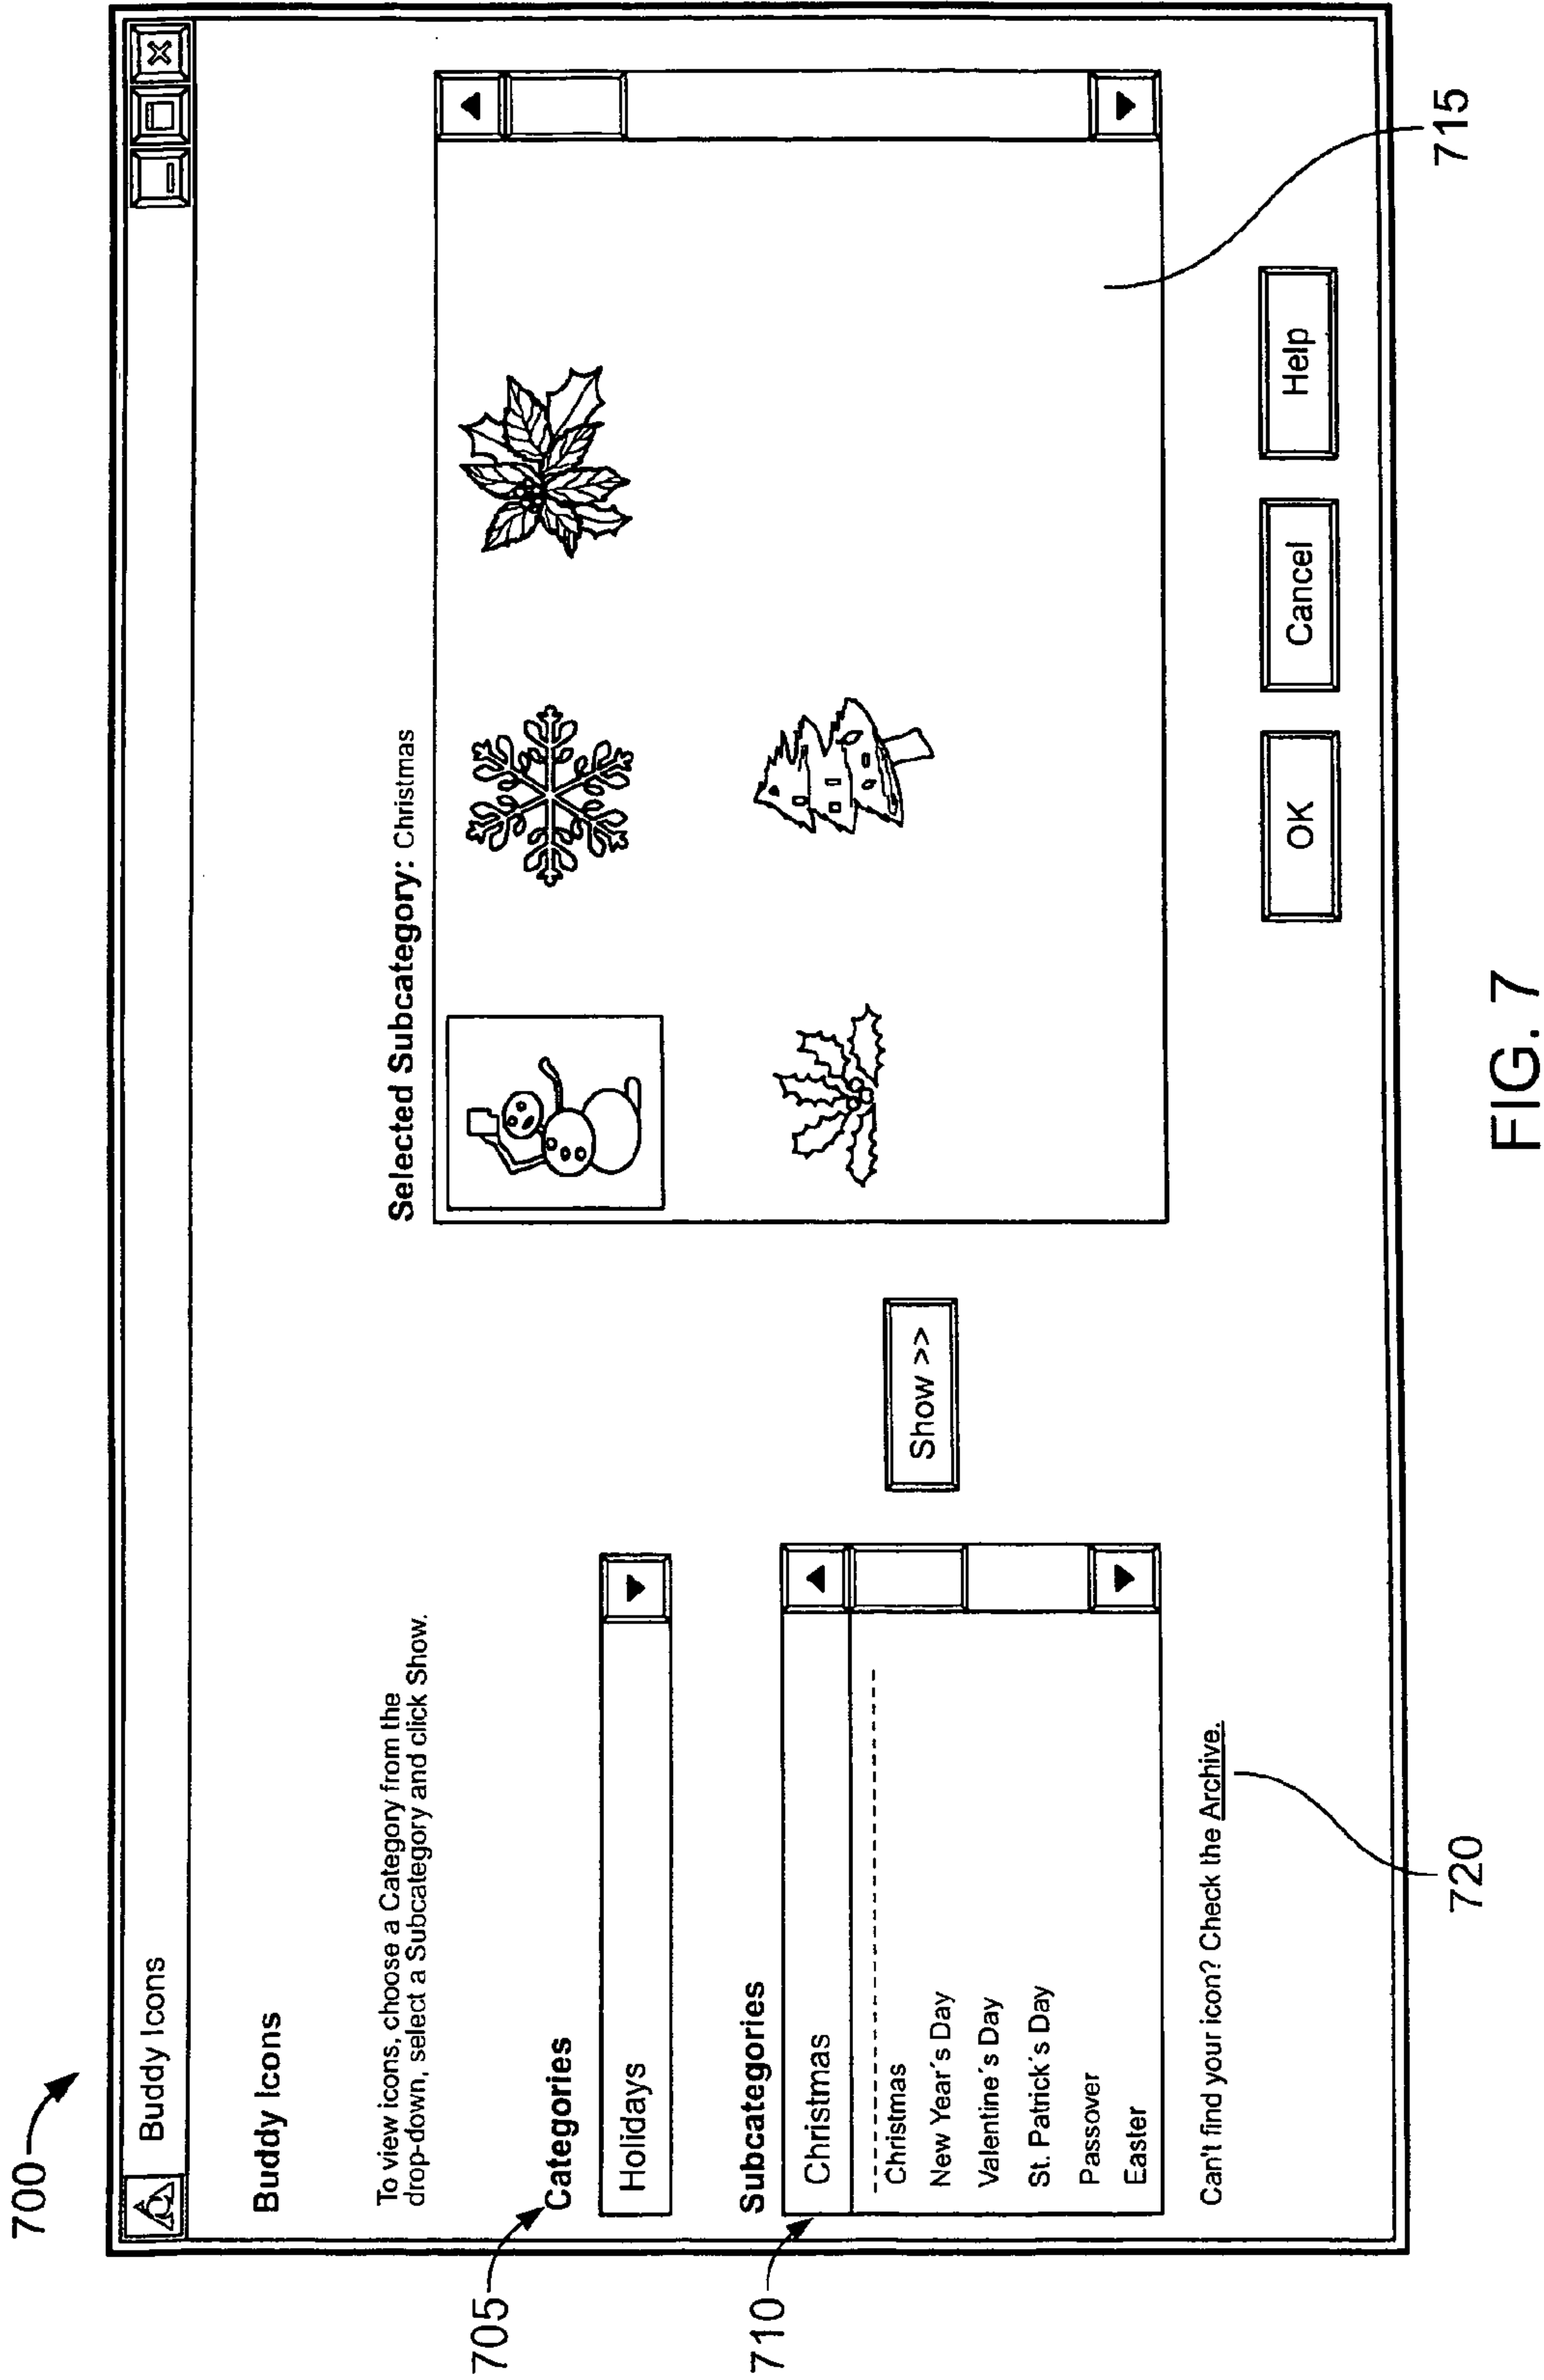 700
Buddy Icons
Buddy Icons
To view icons, choose a Category from the
drop-down, select a Subcategory and click Show.
705
Categories
Holidays
710
Subcategories
Christmas
Christmas
New Year´s Day
Valentine´s Day
St. Patrick´s Day
Passover
Easter
Can't find your icon? Check the Archive.
720
Show >>
Selected Subcategory: Christmas
715
OK
Cancel
Help
FIG. 7